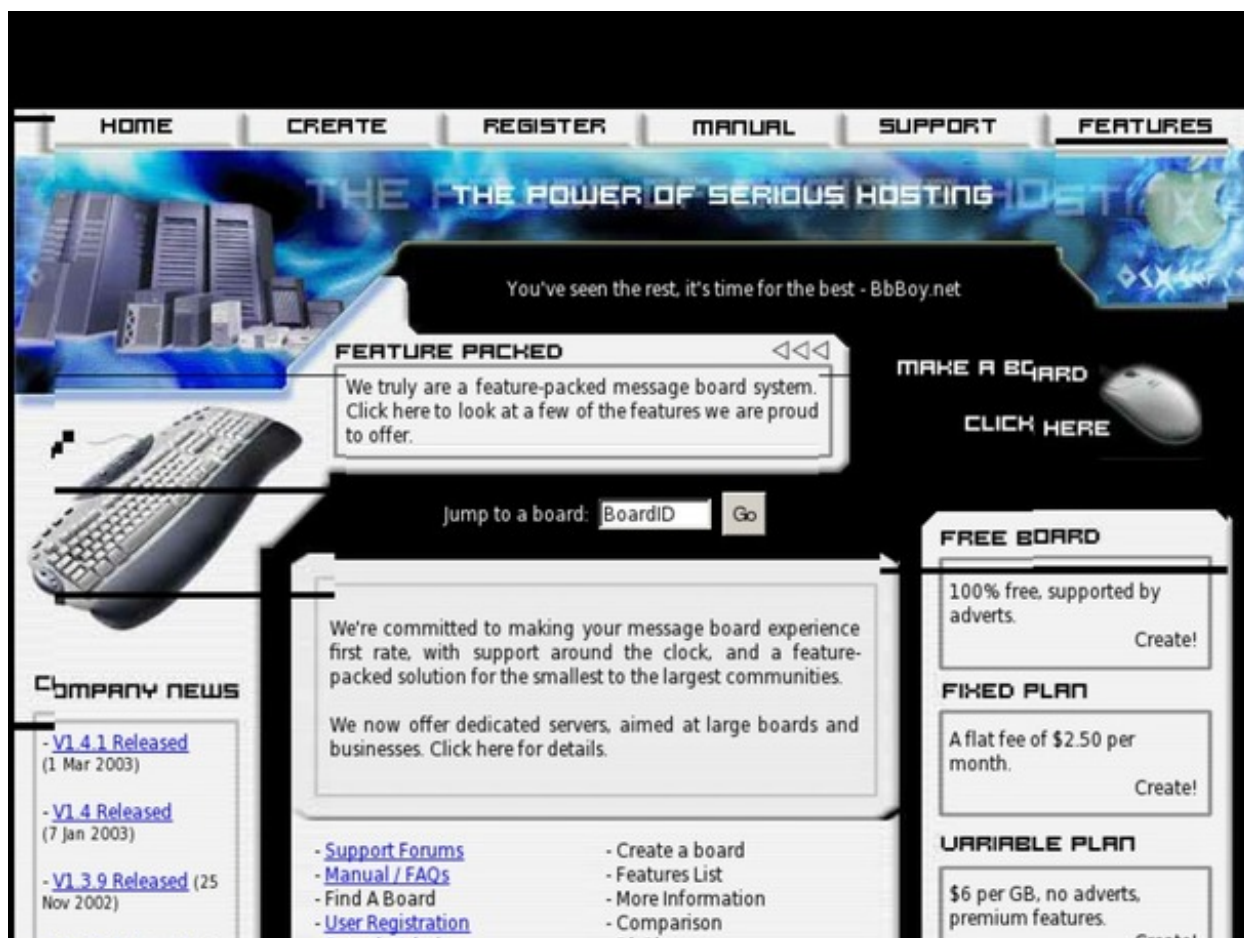 HOME CREATE REGISTER MANUAL SUPPORT FEATURES
THE POWER OF SERIOUS HOSTING
You've seen the rest, it's time for the best - BbBoy.net
FEATURE PACKED
We truly are a feature-packed message board system.
Click here to look at a few of the features we are proud
to offer.
MAKE A BOARD
CLICK HERE
Jump to a board: BoardID Go
We're committed to making your message board experience
first rate, with support around the clock, and a feature-
packed solution for the smallest to the largest communities.
We now offer dedicated servers, aimed at large boards and
businesses. Click here for details.
COMPANY NEWS
- V1.4.1 Released
(1 Mar 2003)
- V1.4 Released
(7 Jan 2003)
- V1.3.9 Released (25
Nov 2002)
- Support Forums
- Manual / FAQs
- Find A Board
- User Registration
- Create a board
- Features List
- More Information
- Comparison
FREE BOARD
100% free, supported by
adverts.
Create!
FIXED PLAN
A flat fee of $2.50 per
month.
Create!
VARIABLE PLAN
$6 per GB, no adverts,
premium features.